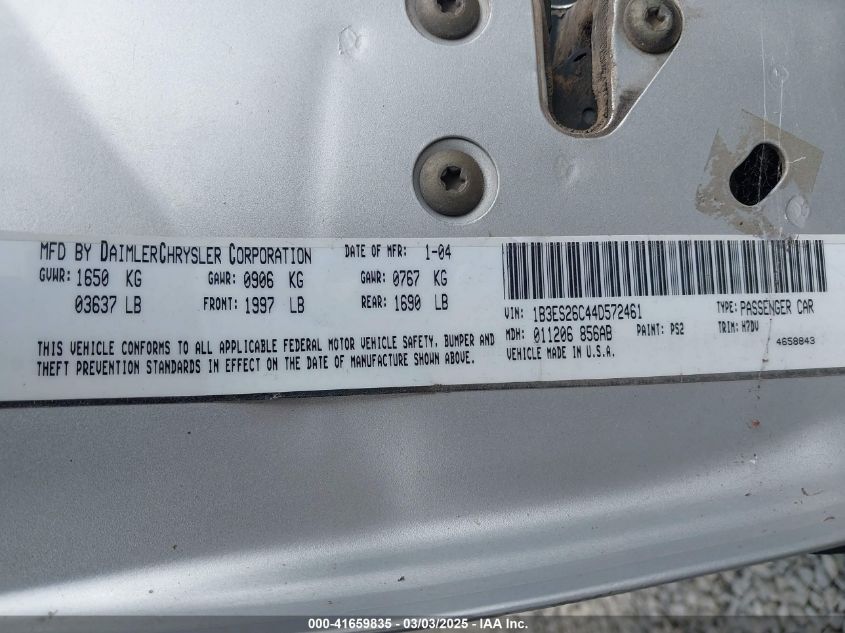 MFD BY DAIMLERCHRYSLER CORPORATION DATE OF MFR: 1-04
GVWR: 1650 KG GAWR: 0906 KG GAWR: 0767 KG
03637 LB FRONT: 1997 LB REAR: 1690 LB
THIS VEHICLE CONFORMS TO ALL APPLICABLE FEDERAL MOTOR VEHICLE SAFETY, BUMPER AND
THEFT PREVENTION STANDARDS IN EFFECT ON THE DATE OF MANUFACTURE SHOWN ABOVE.
VIN: 1B3ES26C44D572461 TYPE: PASSENGER CAR
MDH: 011206 856AB PAINT: PS2 TRIM: H7DV
VEHICLE MADE IN U.S.A. 4658843
000-41659835 - 03/03/2025 - IAA Inc.